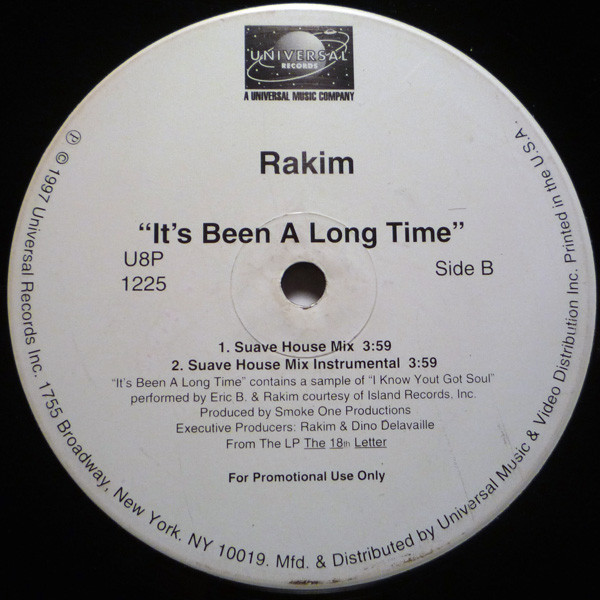 UNIVERSAL
RECORDS
A UNIVERSAL MUSIC COMPANY
Rakim
“It's Been A Long Time”
U8P
1225
Side B
1. Suave House Mix 3:59
2. Suave House Mix Instrumental 3:59
“It's Been A Long Time” contains a sample of “I Know Yout Got Soul”
performed by Eric B. & Rakim courtesy of Island Records, Inc.
Produced by Smoke One Productions
Executive Producers: Rakim & Dino Delavaille
From The LP The 18th Letter
For Promotional Use Only
℗ © 1997 Universal Records Inc. 1755 Broadway, New York, NY 10019. Mfd. & Distributed by Universal Music & Video Distribution Inc. Printed in the U.S.A.